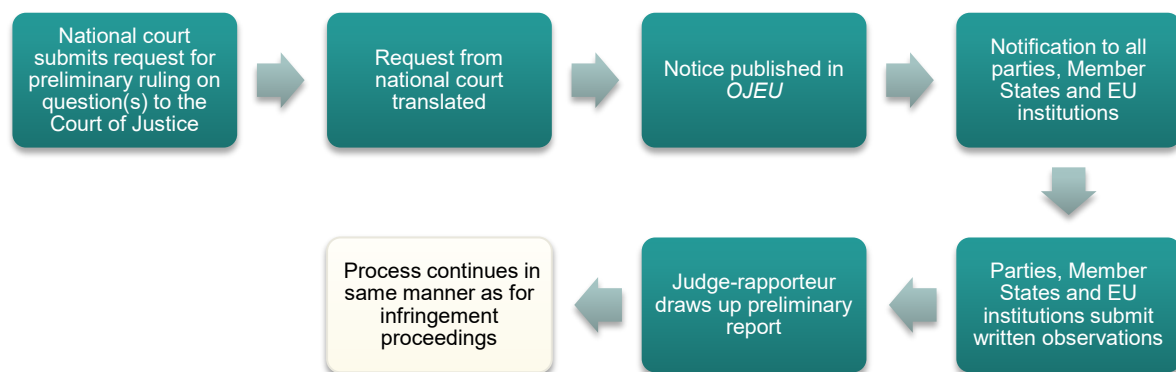 National court
submits request for
preliminary ruling on
question(s) to the
Court of Justice
Request from
national court
translated
Notice published in
OJEU
Notification to all
parties, Member
States and EU
institutions
Parties, Member
States and EU
institutions submit
written observations
Judge-rapporteur
draws up preliminary
report
Process continues in
same manner as for
infringement
proceedings